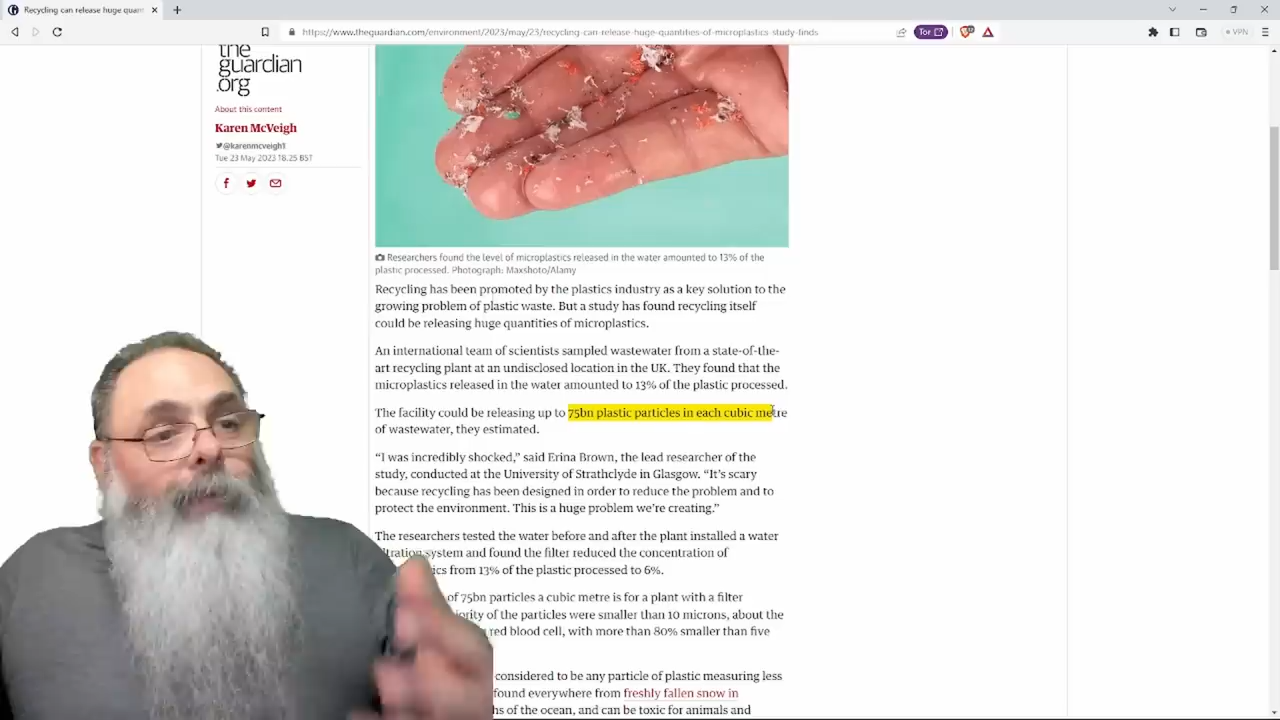 Recycling can release huge quant
https://www.theguardian.com/environment/2023/may/23/recycling-can-release-huge-quantities-of-microplastics-study-finds
Tor
VPN
the
guardian
.org
About this content
Karen McVeigh
@karenmcveigh1
Tue 23 May 2023 18.25 BST
Researchers found the level of microplastics released in the water amounted to 13% of the
plastic processed. Photograph: Maxshoto/Alamy
Recycling has been promoted by the plastics industry as a key solution to the
growing problem of plastic waste. But a study has found recycling itself
could be releasing huge quantities of microplastics.
An international team of scientists sampled wastewater from a state-of-the-
art recycling plant at an undisclosed location in the UK. They found that the
microplastics released in the water amounted to 13% of the plastic processed.
The facility could be releasing up to 75bn plastic particles in each cubic metre
of wastewater, they estimated.
“I was incredibly shocked,” said Erina Brown, the lead researcher of the
study, conducted at the University of Strathclyde in Glasgow. “It’s scary
because recycling has been designed in order to reduce the problem and to
protect the environment. This is a huge problem we’re creating.”
The researchers tested the water before and after the plant installed a water
system and found the filter reduced the concentration of
from 13% of the plastic processed to 6%.
of 75bn particles a cubic metre is for a plant with a filter
of the particles were smaller than 10 microns, about the
red blood cell, with more than 80% smaller than five
considered to be any particle of plastic measuring less
found everywhere from freshly fallen snow in
of the ocean, and can be toxic for animals and